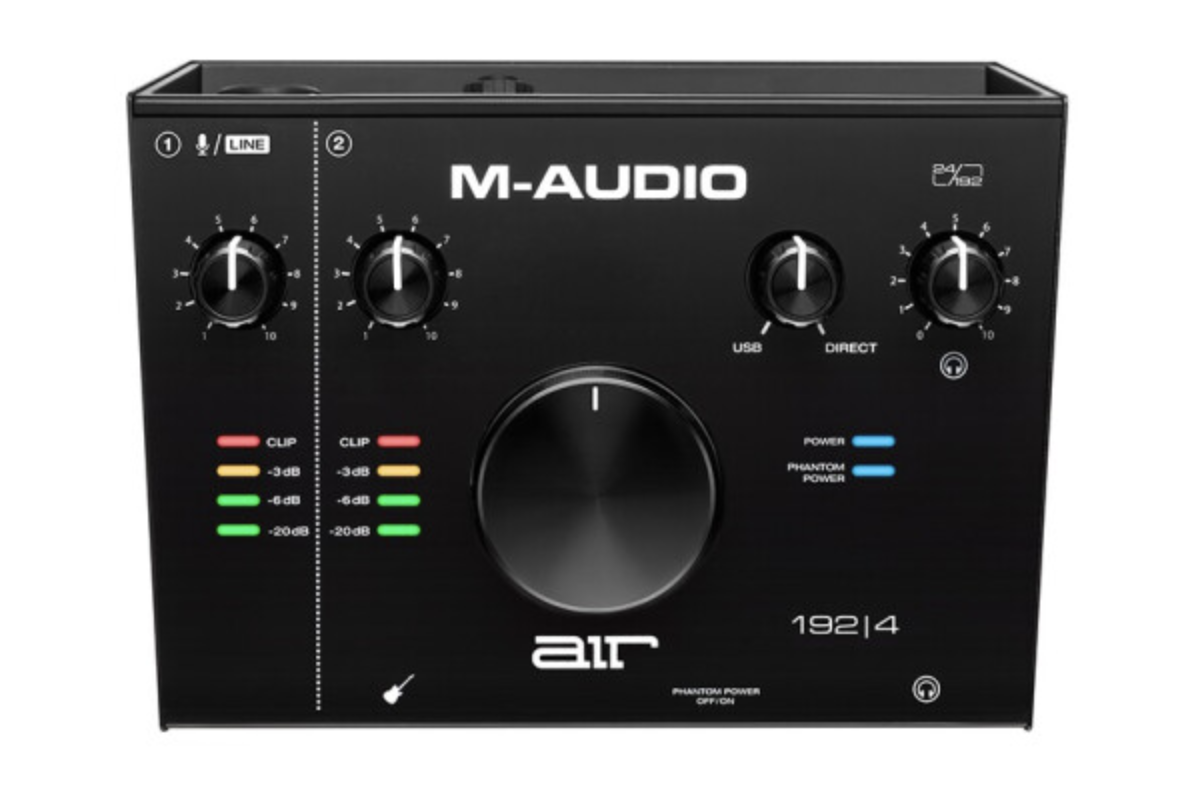 1 / LINE
2
M-AUDIO
24/192
1 2 3 4 5 6 7 8 9 10
1 2 3 4 5 6 7 8 9 10
USB DIRECT
0 1 2 3 4 5 6 7 8 9 10
CLIP
-3dB
-6dB
-20dB
CLIP
-3dB
-6dB
-20dB
POWER
PHANTOM
POWER
192|4
air
PHANTOM POWER
OFF/ON